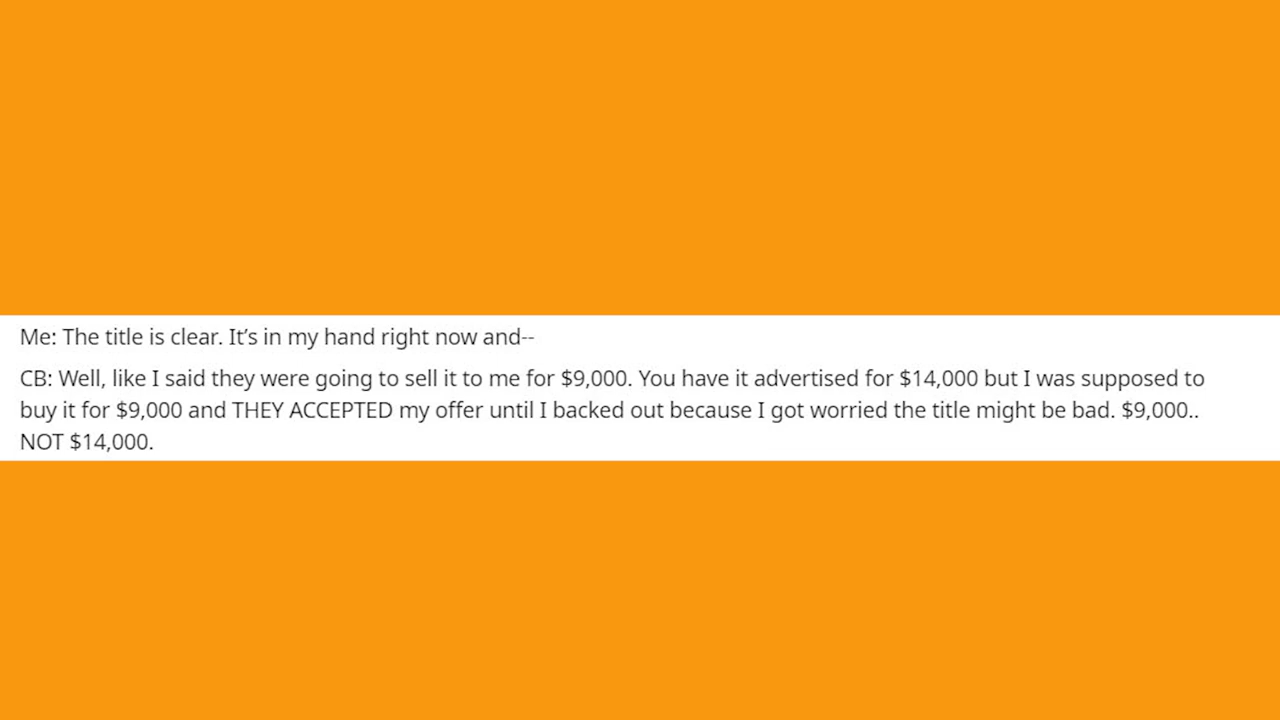 Me: The title is clear. It’s in my hand right now and--
CB: Well, like I said they were going to sell it to me for $9,000. You have it advertised for $14,000 but I was supposed to
buy it for $9,000 and THEY ACCEPTED my offer until I backed out because I got worried the title might be bad. $9,000..
NOT $14,000.